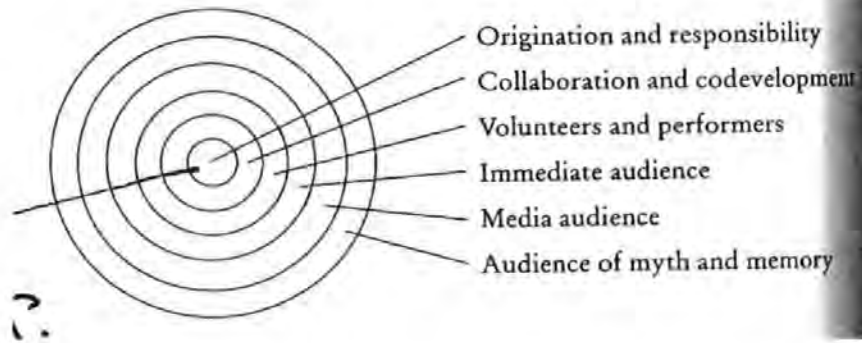 Origination and responsibility
Collaboration and codevelopment
Volunteers and performers
Immediate audience
Media audience
Audience of myth and memory
?.